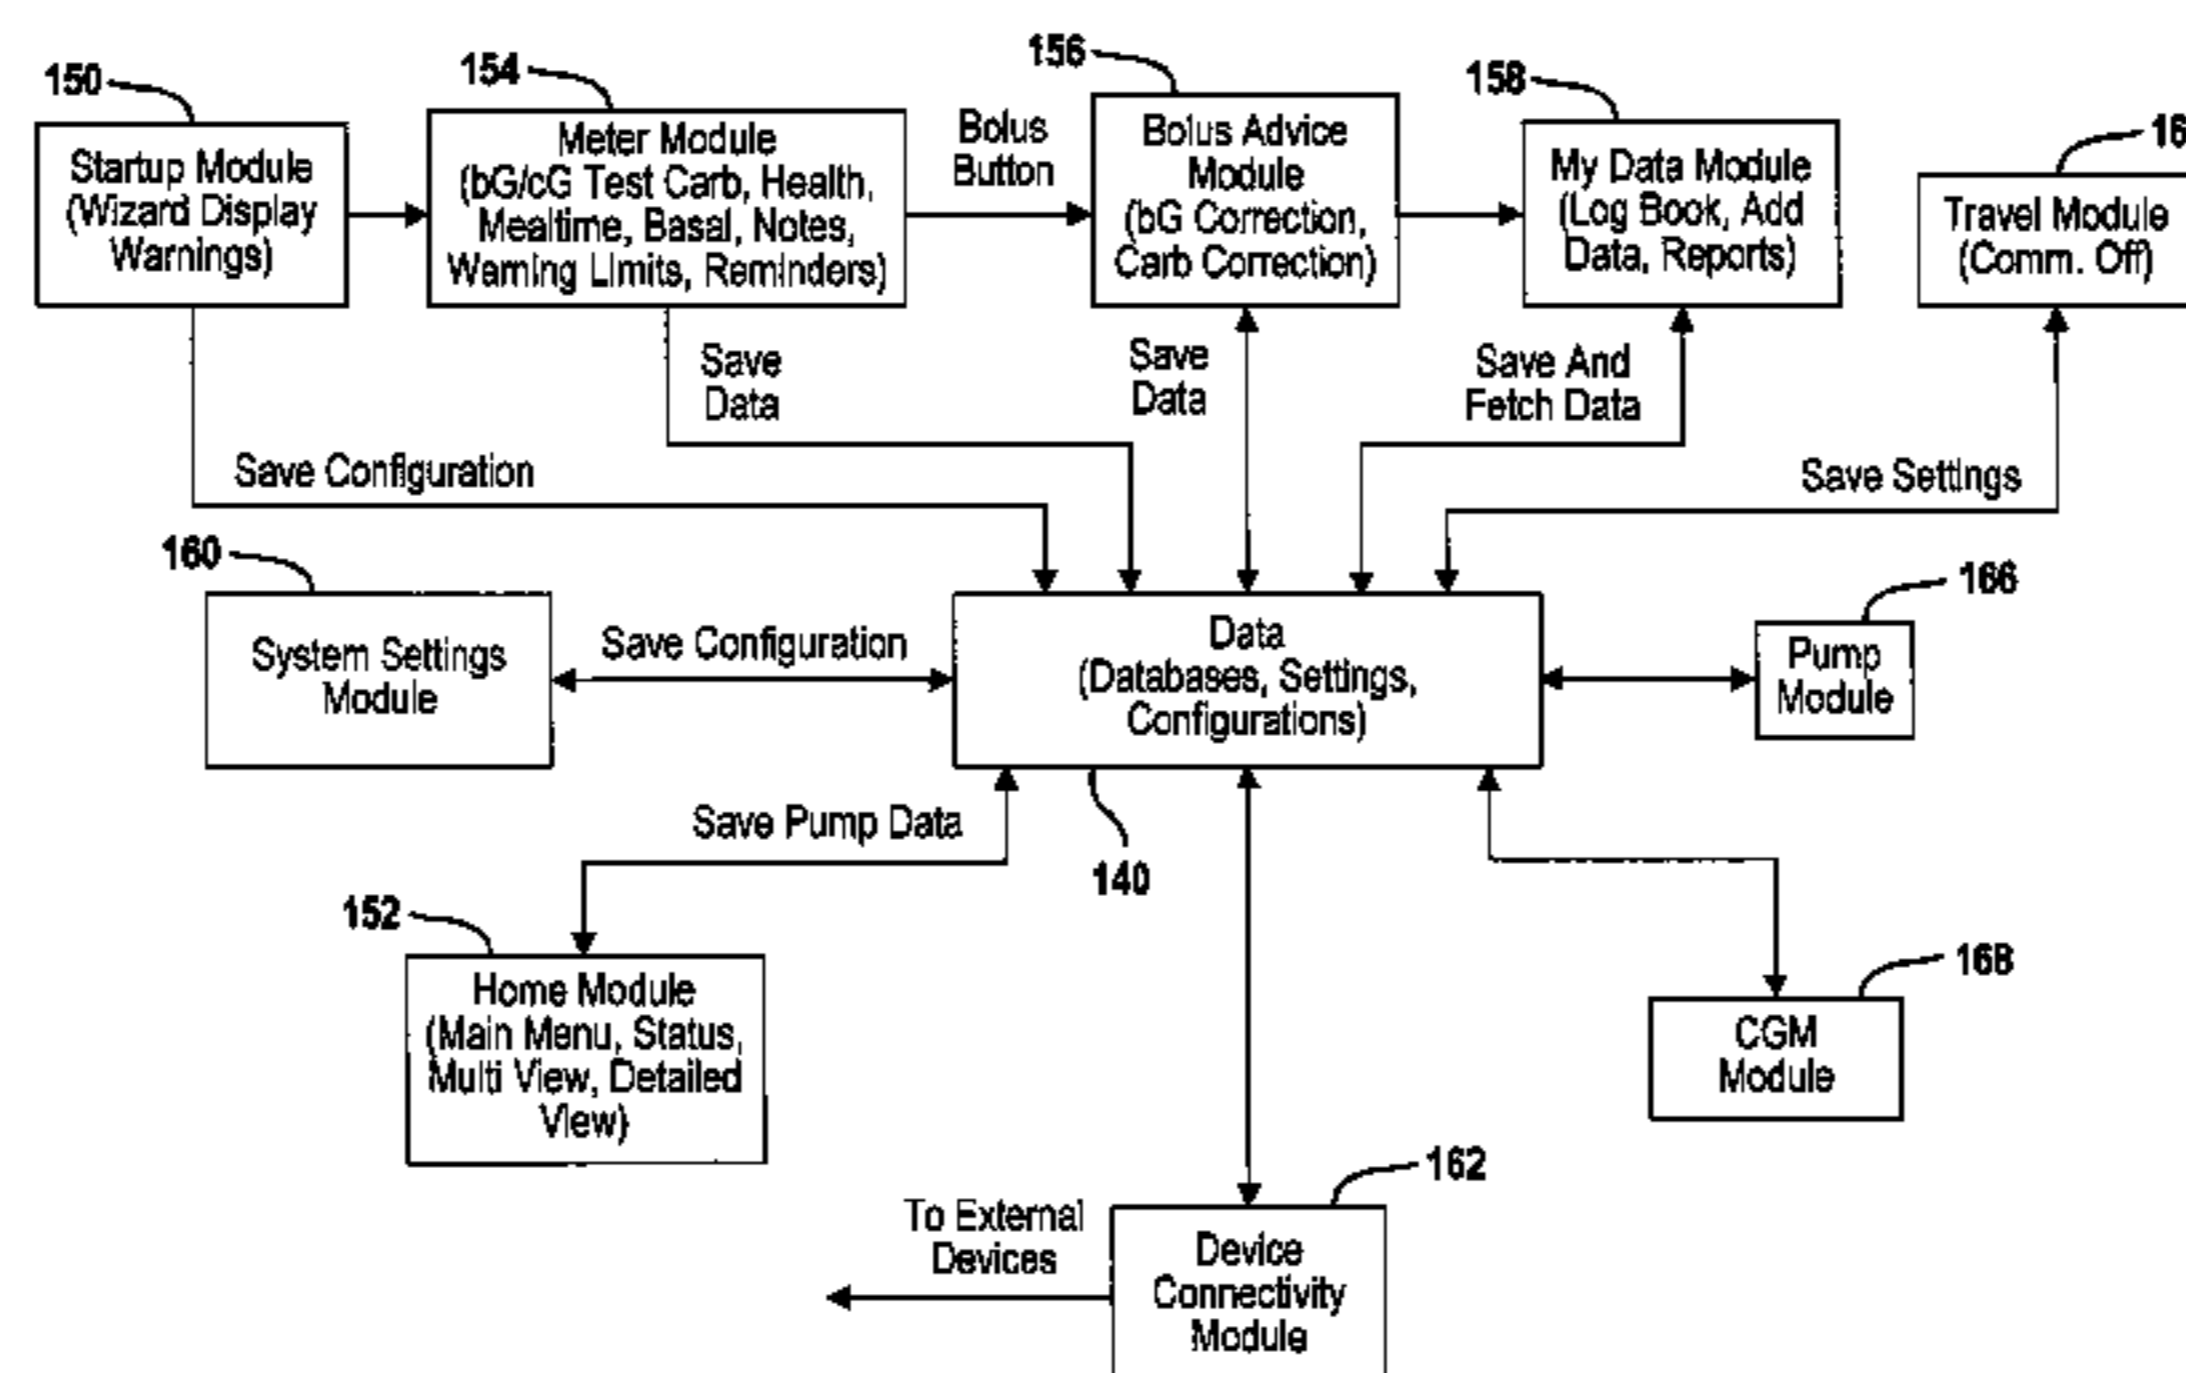 150
154
156
158
16
Startup Module
(Wizard Display
Warnings)
Meter Module
(bG/cG Test Carb, Health,
Mealtime, Basal, Notes,
Warning Limits, Reminders)
Bolus
Button
Bolus Advice
Module
(bG Correction,
Carb Correction)
My Data Module
(Log Book, Add
Data, Reports)
Travel Module
(Comm. Off)
Save
Data
Save
Data
Save And
Fetch Data
Save Configuration
Save Settings
160
166
System Settings
Module
Save Configuration
Data
(Databases, Settings,
Configurations)
Pump
Module
Save Pump Data
140
152
168
Home Module
(Main Menu, Status,
Multi View, Detailed
View)
CGM
Module
162
To External
Devices
Device
Connectivity
Module